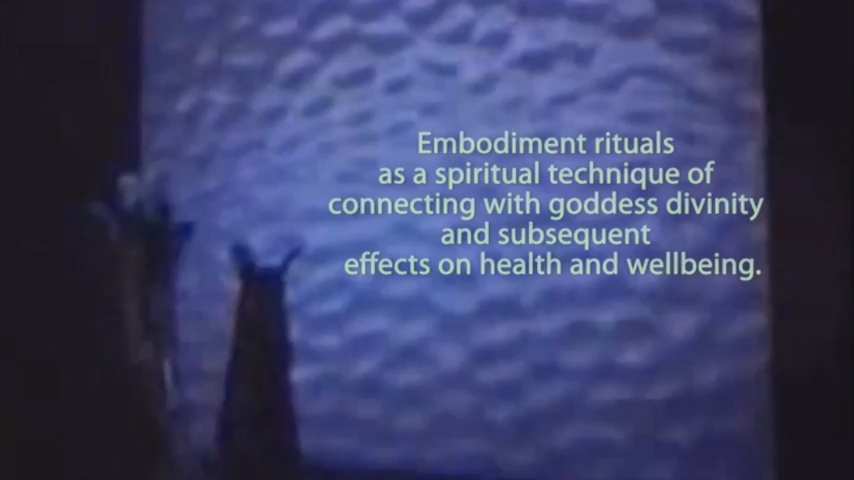 Embodiment rituals
as a spiritual technique of
connecting with goddess divinity
and subsequent
effects on health and wellbeing.